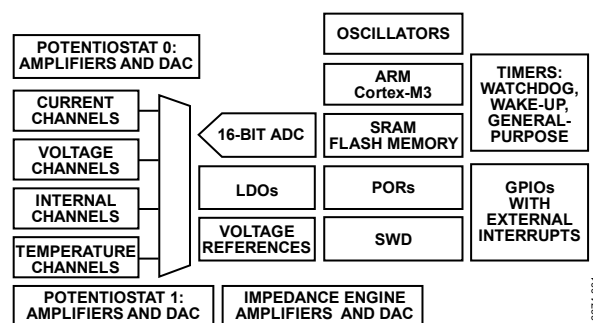 POTENTIOSTAT 0:
AMPLIFIERS AND DAC
CURRENT
CHANNELS
VOLTAGE
CHANNELS
INTERNAL
CHANNELS
TEMPERATURE
CHANNELS
POTENTIOSTAT 1:
AMPLIFIERS AND DAC
16-BIT ADC
LDOs
VOLTAGE
REFERENCES
IMPEDANCE ENGINE
AMPLIFIERS AND DAC
OSCILLATORS
ARM
Cortex-M3
SRAM
FLASH MEMORY
PORs
SWD
TIMERS:
WATCHDOG,
WAKE-UP,
GENERAL-
PURPOSE
GPIOs
WITH
EXTERNAL
INTERRUPTS